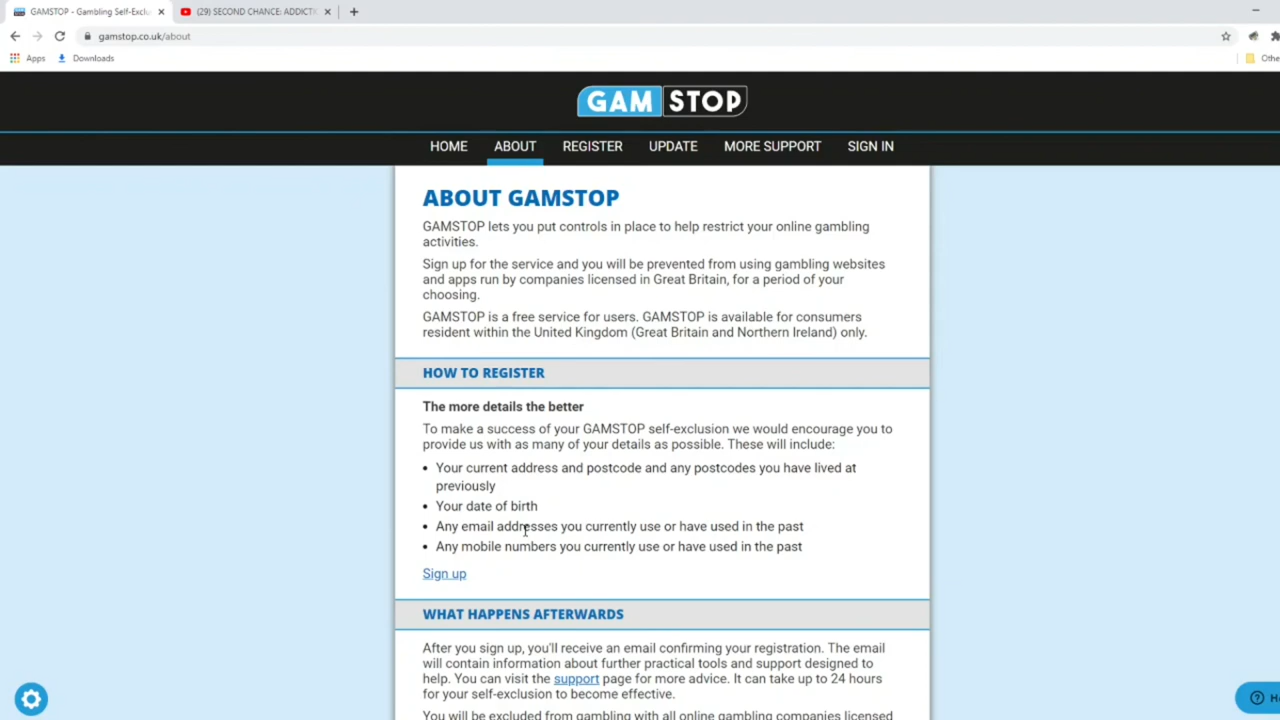 GAMSTOP - Gambling Self-Exclu
(29) SECOND CHANCE: ADDICTI
gamstop.co.uk/about
Apps
Downloads
Othe
GAM STOP
HOME
ABOUT
REGISTER
UPDATE
MORE SUPPORT
SIGN IN
ABOUT GAMSTOP
GAMSTOP lets you put controls in place to help restrict your online gambling
activities.
Sign up for the service and you will be prevented from using gambling websites
and apps run by companies licensed in Great Britain, for a period of your
choosing.
GAMSTOP is a free service for users. GAMSTOP is available for consumers
resident within the United Kingdom (Great Britain and Northern Ireland) only.
HOW TO REGISTER
The more details the better
To make a success of your GAMSTOP self-exclusion we would encourage you to
provide us with as many of your details as possible. These will include:
• Your current address and postcode and any postcodes you have lived at
previously
• Your date of birth
• Any email addresses you currently use or have used in the past
• Any mobile numbers you currently use or have used in the past
Sign up
WHAT HAPPENS AFTERWARDS
After you sign up, you'll receive an email confirming your registration. The email
will contain information about further practical tools and support designed to
help. You can visit the support page for more advice. It can take up to 24 hours
for your self-exclusion to become effective.
You will be excluded from gambling with all online gambling companies licensed